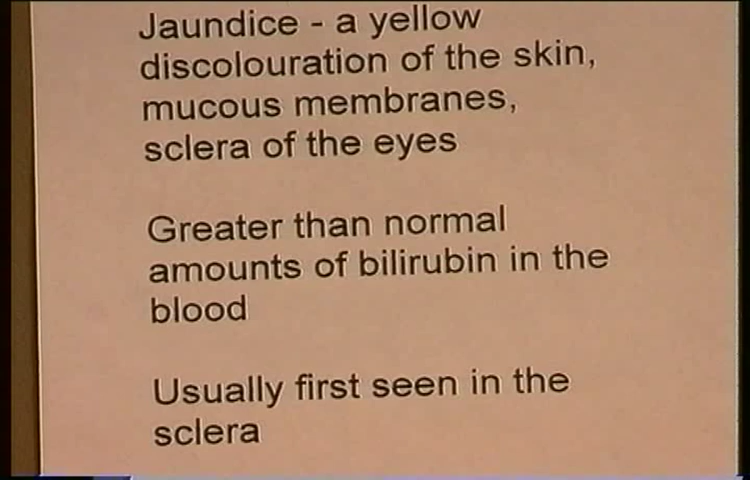 Jaundice - a yellow
discolouration of the skin,
mucous membranes,
sclera of the eyes
Greater than normal
amounts of bilirubin in the
blood
Usually first seen in the
sclera